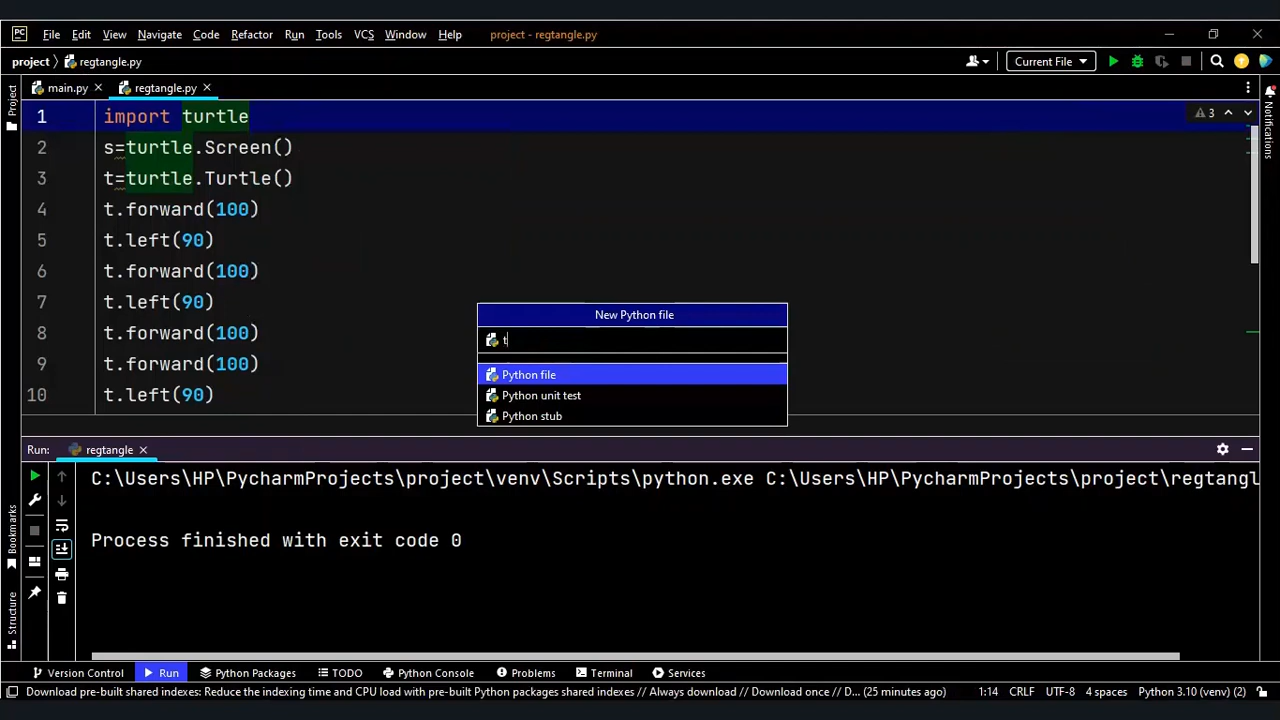 PC File Edit View Navigate Code Refactor Run Tools VCS Window Help project - regtangle.py
project regtangle.py Current File
Project
main.py regtangle.py
Notifications
1 import turtle 3
2 s=turtle.Screen()
3 t=turtle.Turtle()
4 t.forward(100)
5 t.left(90)
6 t.forward(100)
7 t.left(90)
8 t.forward(100)
9 t.forward(100)
10 t.left(90)
New Python file
t
Python file
Python unit test
Python stub
Run: regtangle
C:\Users\HP\PycharmProjects\project\venv\Scripts\python.exe C:\Users\HP\PycharmProjects\project\regtangl
Process finished with exit code 0
Bookmarks
Structure
Version Control Run Python Packages TODO Python Console Problems Terminal Services
Download pre-built shared indexes: Reduce the indexing time and CPU load with pre-built Python packages shared indexes // Always download // Download once // D... (25 minutes ago) 1:14 CRLF UTF-8 4 spaces Python 3.10 (venv) (2)